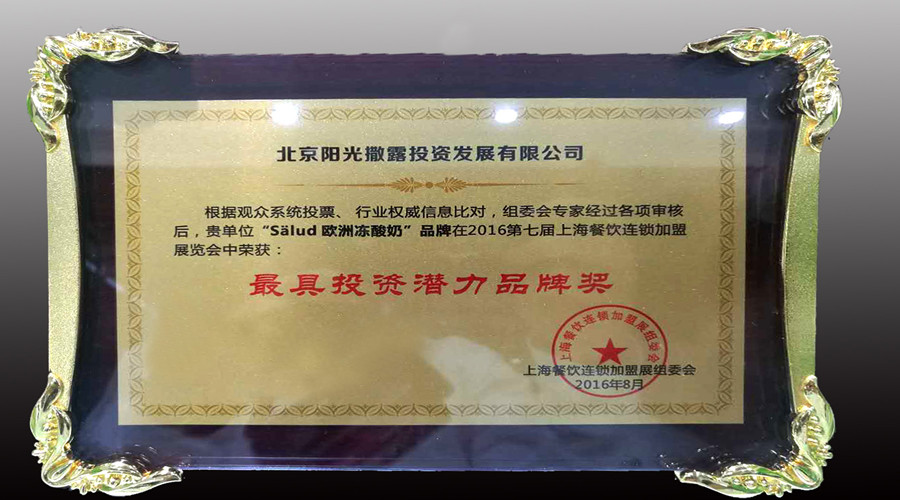 北京阳光撒露投资发展有限公司
根据观众系统投票、行业权威信息比对，组委会专家经过各项审核
后，贵单位“Sälud 欧洲冻酸奶”品牌在2016第七届上海餐饮连锁加盟
展览会中荣获：
最具投资潜力品牌奖
上海餐饮连锁加盟展组委会
上海餐饮连锁加盟展组委会
2016年8月